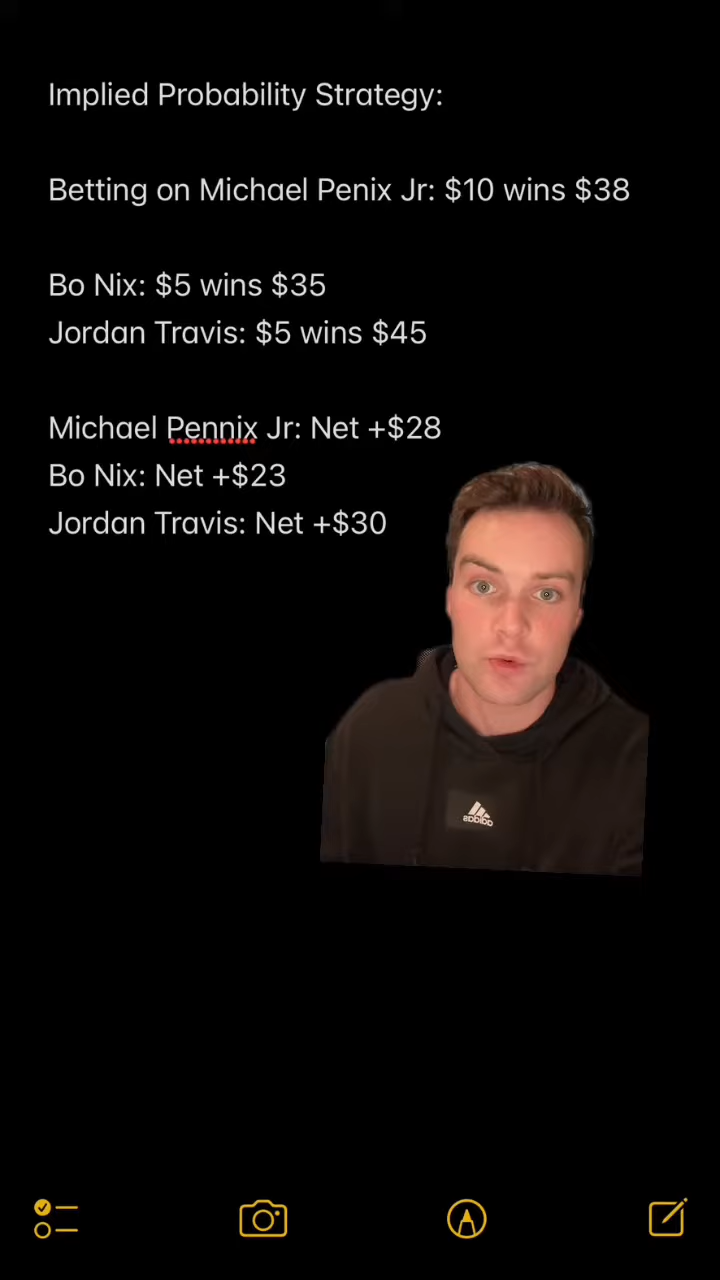 Implied Probability Strategy:
Betting on Michael Penix Jr: $10 wins $38
Bo Nix: $5 wins $35
Jordan Travis: $5 wins $45
Michael Pennix Jr: Net +$28
Bo Nix: Net +$23
Jordan Travis: Net +$30
adidas